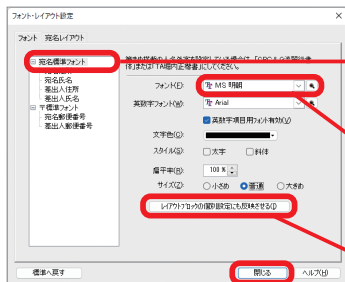 フォント・レイアウト設定
フォント 宛名レイアウト
宛名標準フォント
宛名氏名
差出人住所
差出人氏名
〒標準フォント
宛名郵便番号
差出人郵便番号
フォント(F):
MS 明朝
英数字フォント(W):
Arial
英数字項目用フォント有効(V)
文字色(C):
スタイル(S): 太字 斜体
扁平率(R): 100 %
サイズ(Z): 小さめ 普通 大きめ
レイアウトブロックの個別設定にも反映させる(I)
標準へ戻す 閉じる ヘルプ(H)